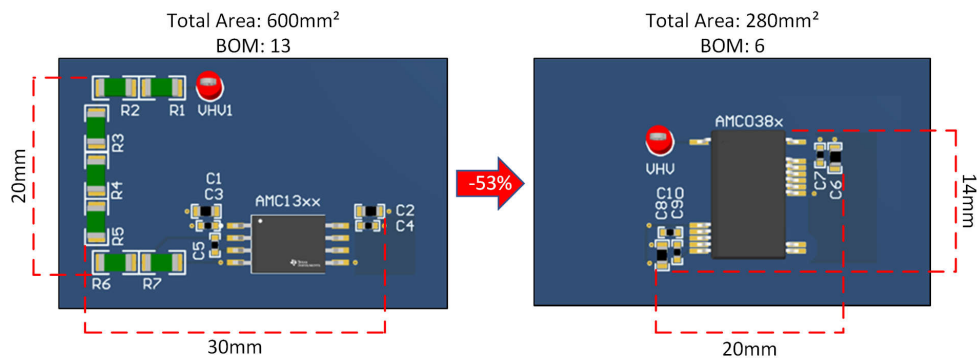 Total Area: 600mm²
BOM: 13
R2
R1
VHV1
R3
R4
R5
R6
R7
C1
C3
C5
AMC13xx
C2
C4
20mm
30mm
-53%
Total Area: 280mm²
BOM: 6
AMC038x
VHV
C8
C10
C9
C7
C6
14mm
20mm